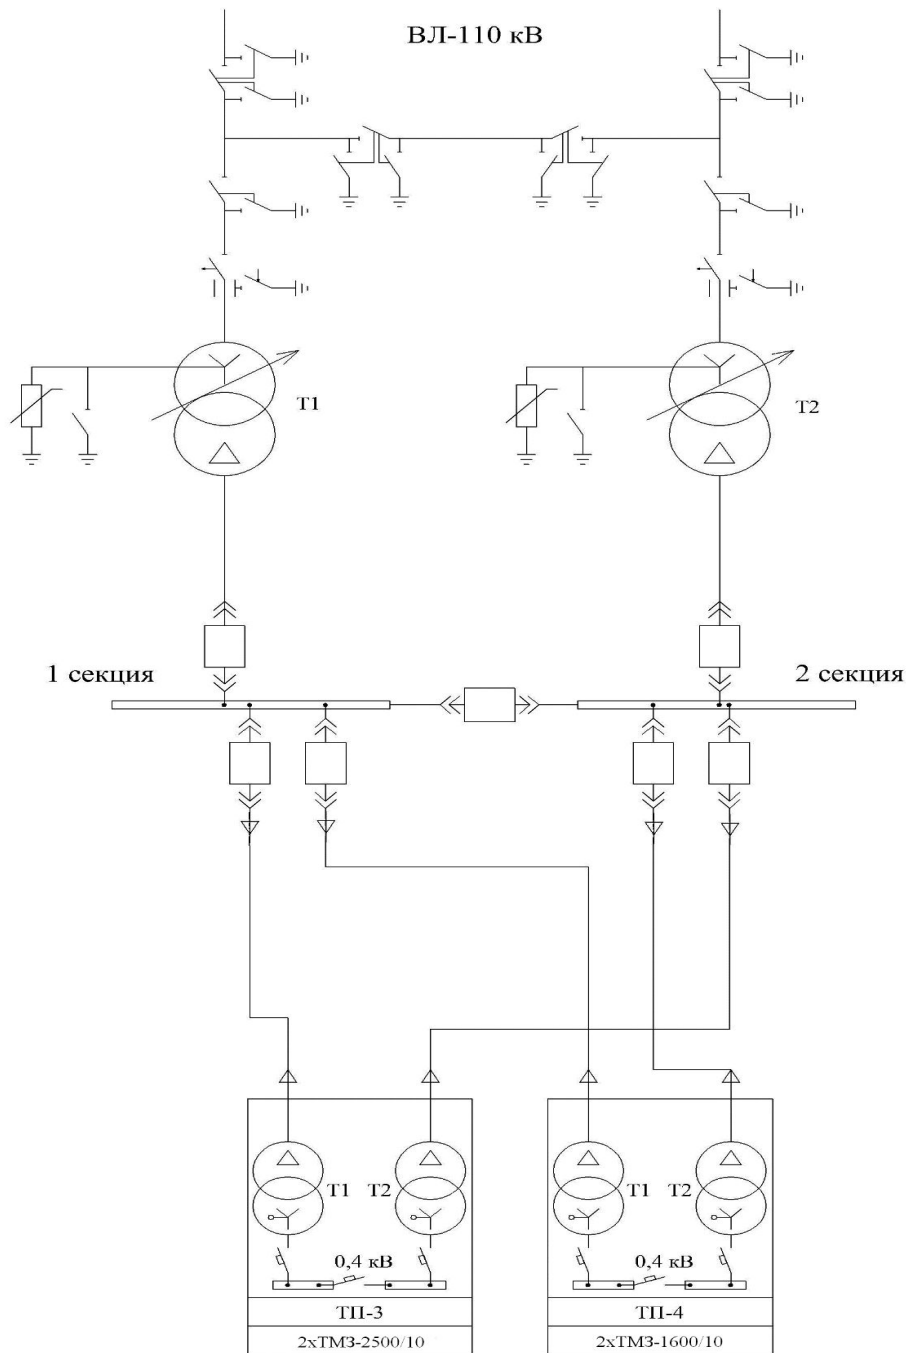 ВЛ-110 кВ
Т1
Т2
1 секция
2 секция
Т1
Т2
Т1
Т2
0,4 кВ
0,4 кВ
ТП-3
ТП-4
2хТМЗ-2500/10
2хТМЗ-1600/10